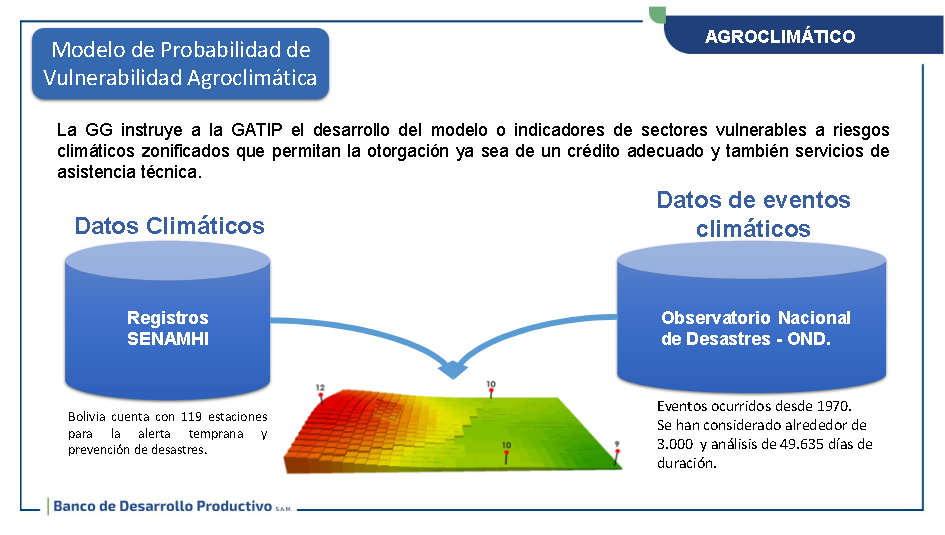 AGROCLIMÁTICO
Modelo de Probabilidad de
Vulnerabilidad Agroclimática
La GG instruye a la GATIP el desarrollo del modelo o indicadores de sectores vulnerables a riesgos
climáticos zonificados que permitan la otorgación ya sea de un crédito adecuado y también servicios de
asistencia técnica.
Datos Climáticos
Registros
SENAMHI
Bolivia cuenta con 119 estaciones
para la alerta temprana y
prevención de desastres.
Datos de eventos
climáticos
Observatorio Nacional
de Desastres - OND.
Eventos ocurridos desde 1970.
Se han considerado alrededor de
3.000 y análisis de 49.635 días de
duración.
12
10
10
9
Banco de Desarrollo Productivo S.A.M.